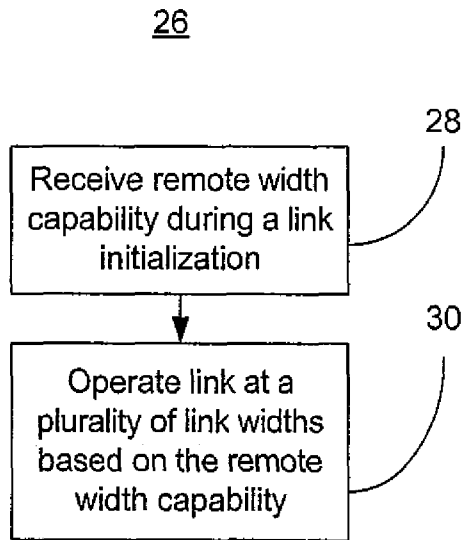 26
28
Receive remote width
capability during a link
initialization
30
Operate link at a
plurality of link widths
based on the remote
width capability